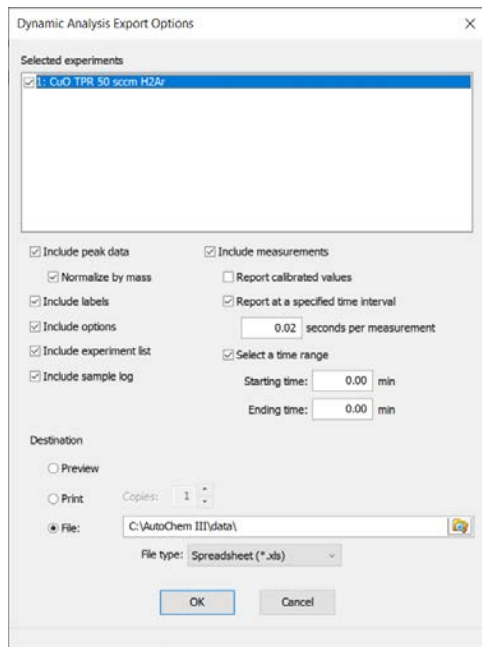 Dynamic Analysis Export Options
Selected experiments
1: CuO TPR 50 sccm H2Ar
Include peak data
Normalize by mass
Include labels
Include options
Include experiment list
Include sample log
Include measurements
Report calibrated values
Report at a specified time interval
0.02 seconds per measurement
Select a time range
Starting time: 0.00 min
Ending time: 0.00 min
Destination
Preview
Print Copies: 1
File: C:\AutoChem III\data\
File type: Spreadsheet (*.xls)
OK Cancel